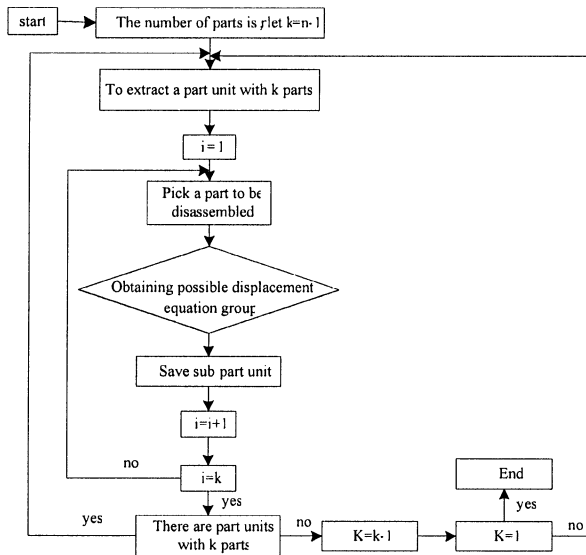 start
The number of parts is n, let k=n-1
To extract a part unit with k parts
i=1
Pick a part to be
disassembled
Obtaining possible displacement
equation group
Save sub part unit
i=i+1
no
i=k
yes
yes
There are part units
with k parts
no
K=k-1
K=1
no
yes
End